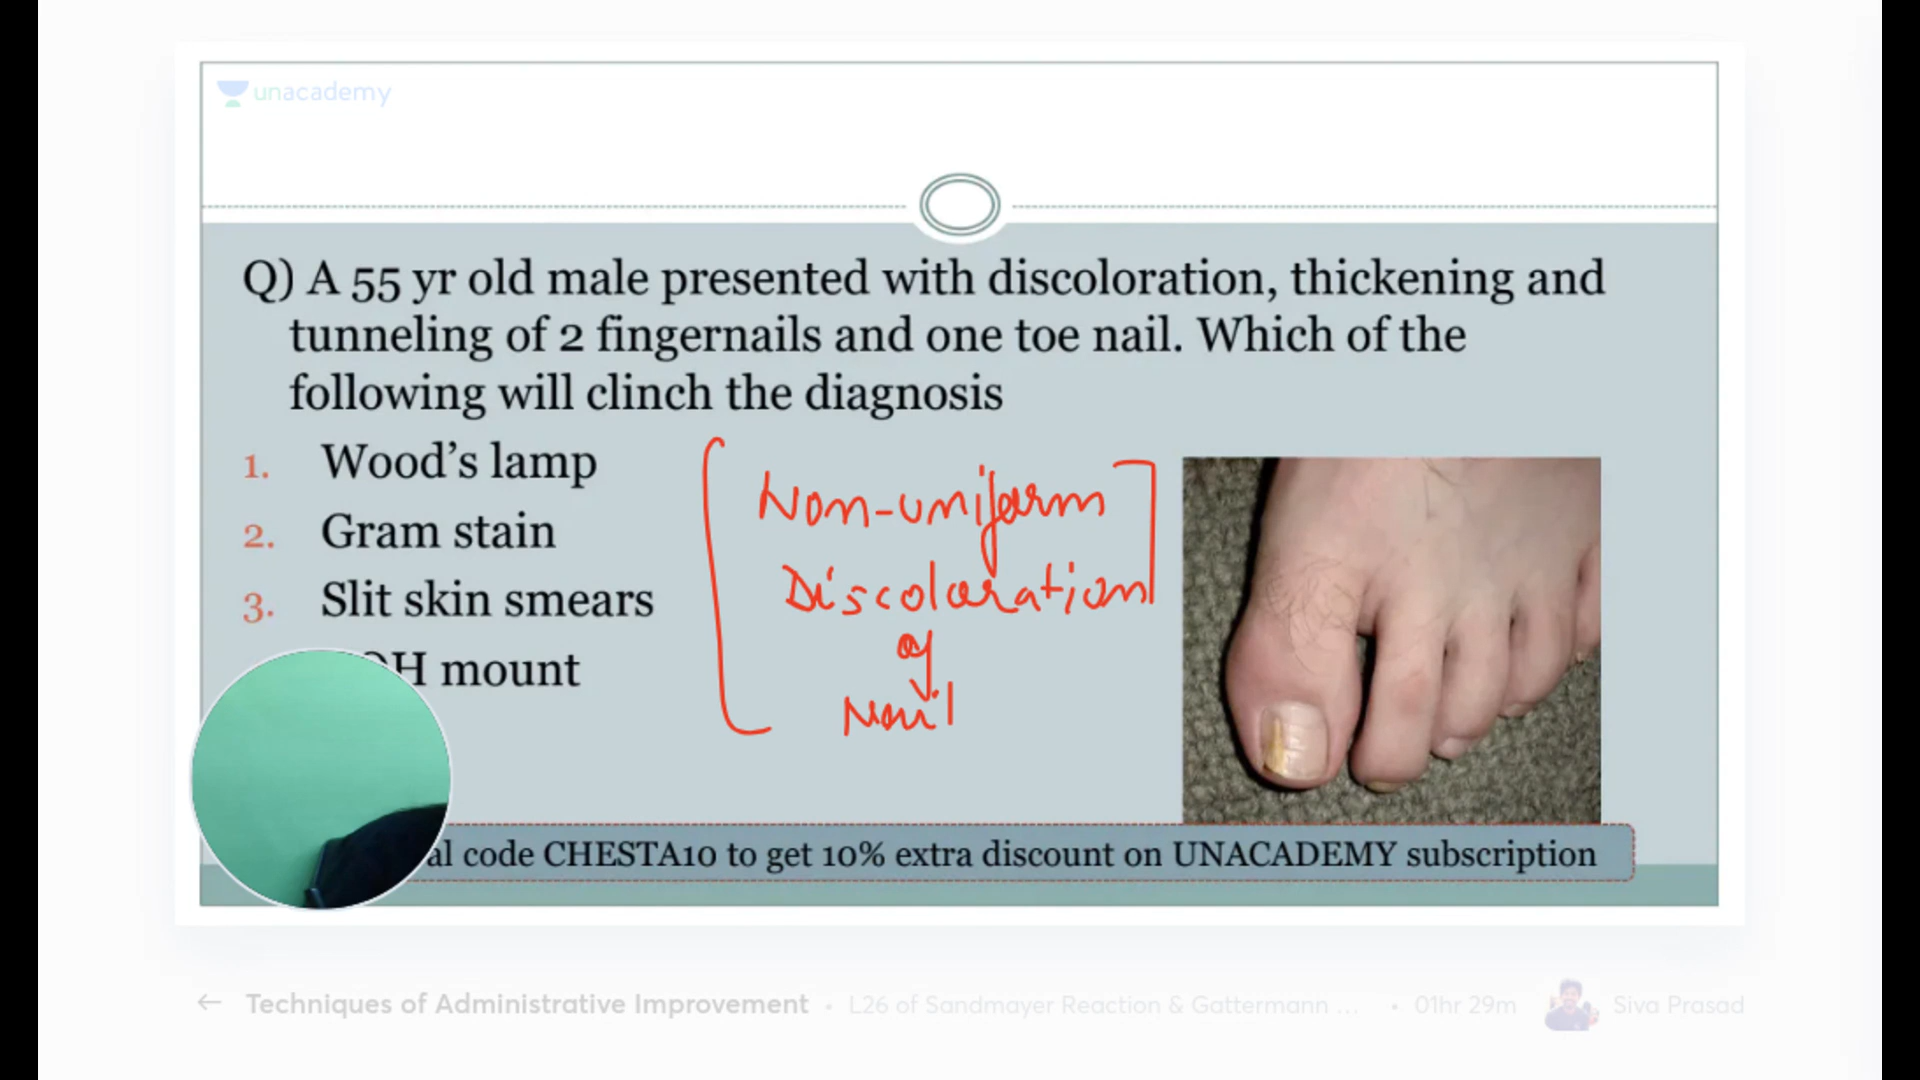 unacademy
Q) A 55 yr old male presented with discoloration, thickening and
tunneling of 2 fingernails and one toe nail. Which of the
following will clinch the diagnosis
1. Wood's lamp
2. Gram stain
3. Slit skin smears
OH mount
Non-uniform
Discoloration
of
Nail
al code CHESTA10 to get 10% extra discount on UNACADEMY subscription
← Techniques of Administrative Improvement • L26 of Sandmayer Reaction & Gattermann ... • 01hr 29m Siva Prasad